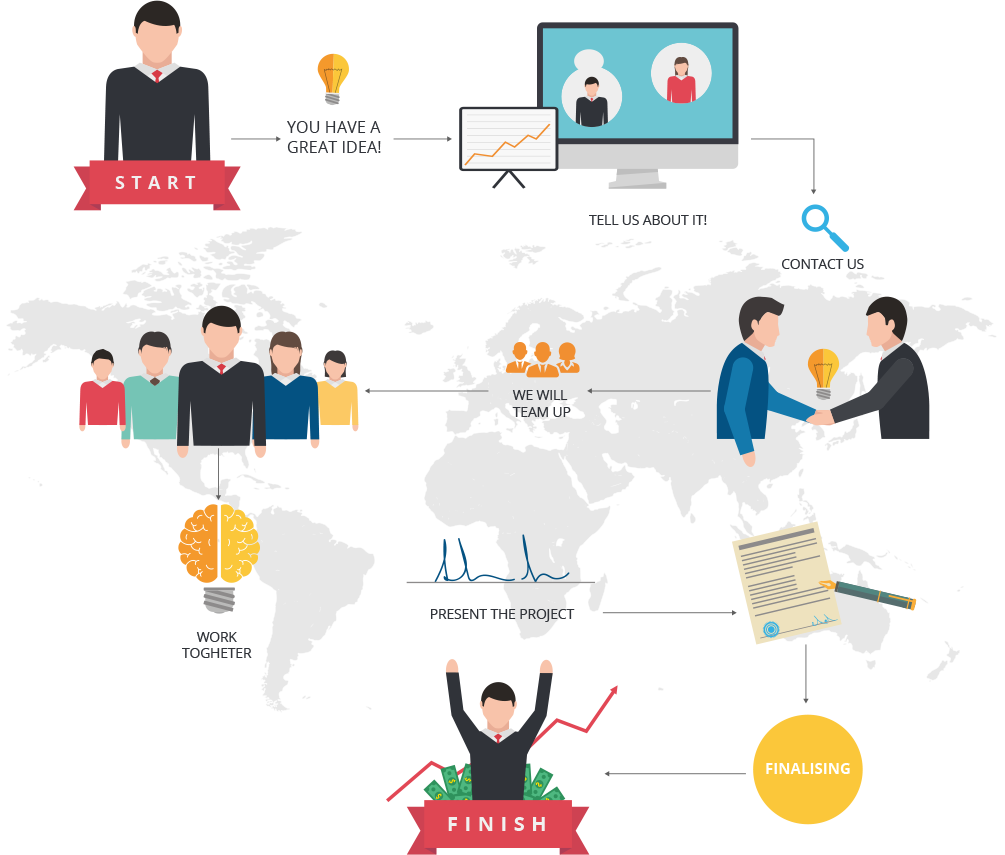 START
YOU HAVE A
GREAT IDEA!
TELL US ABOUT IT!
CONTACT US
WE WILL
TEAM UP
WORK
TOGHETER
PRESENT THE PROJECT
FINALISING
FINISH